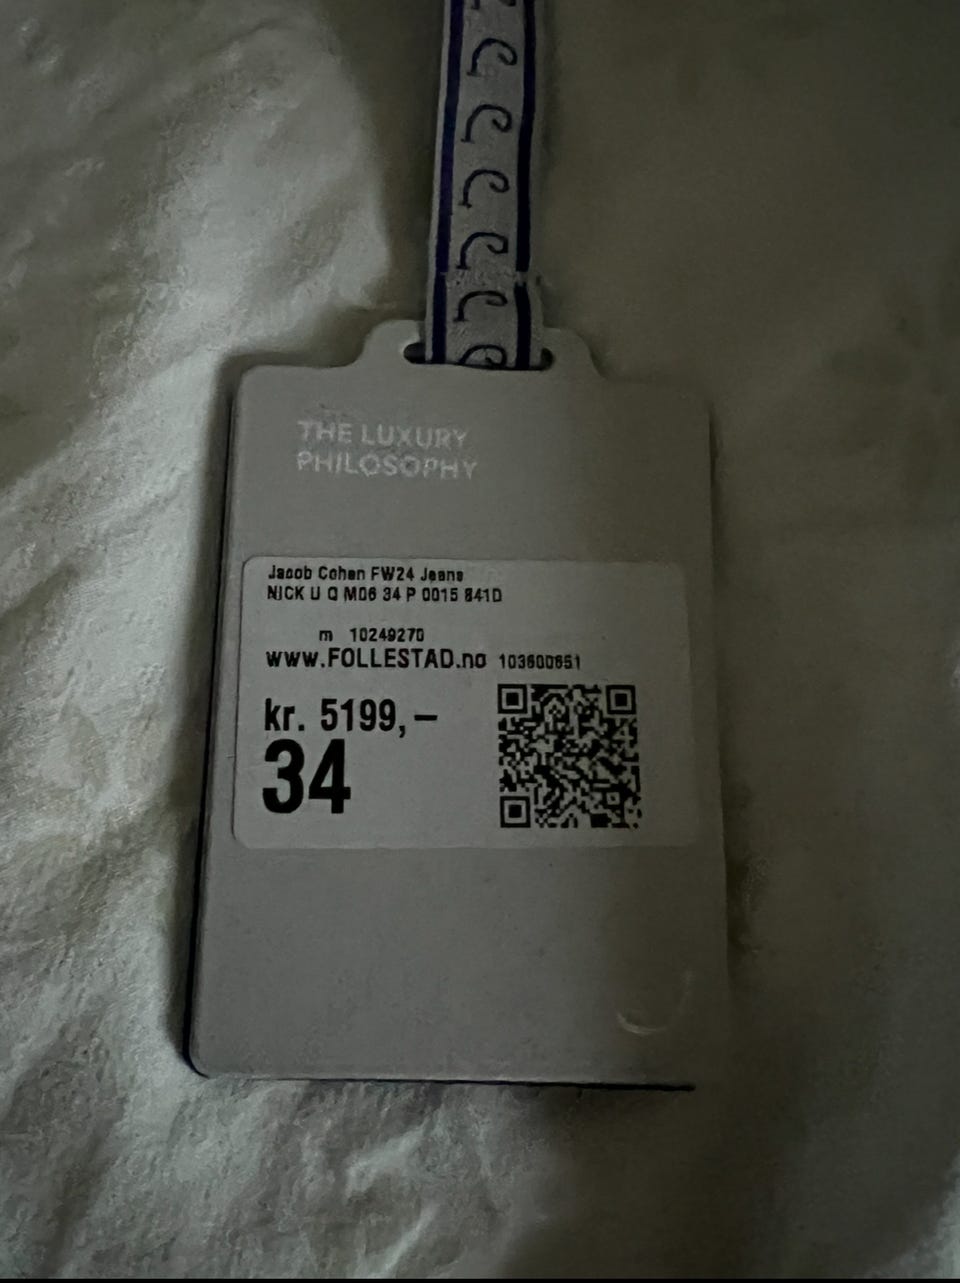 THE LUXURY
PHILOSOPHY
Jacob Cohen FW24 Jeans
NICK U Q M06 34 P 0015 841D
m 10249270
www.FOLLESTAD.no 103600651
kr. 5199,–
34